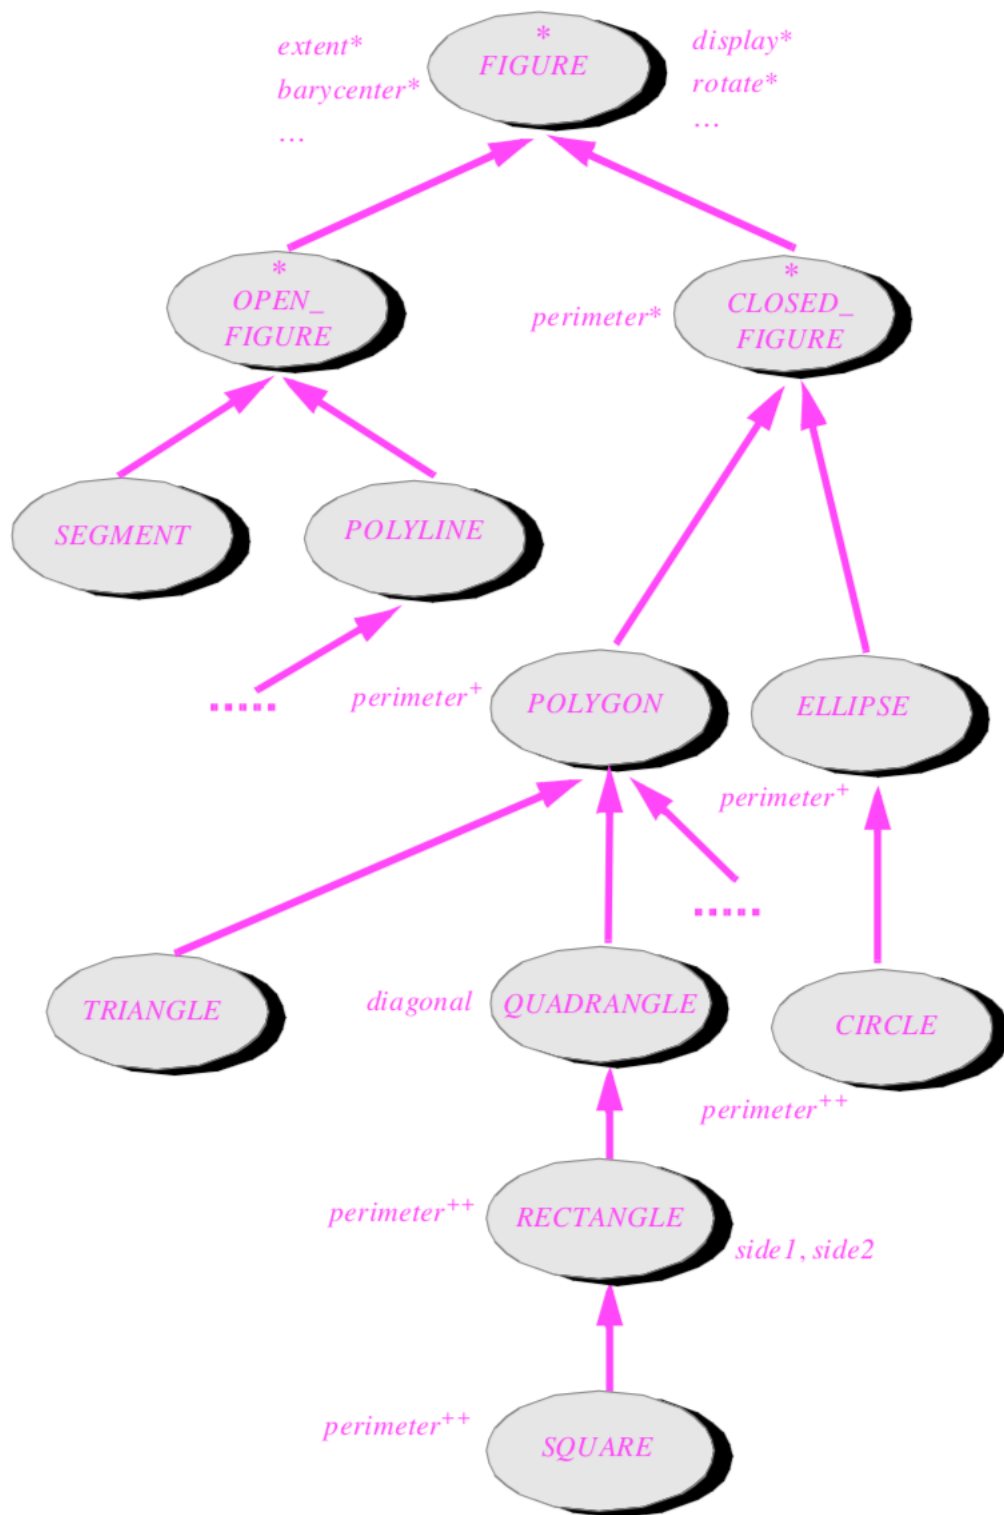 extent*
barycenter*
...
*
FIGURE
display*
rotate*
...
*
OPEN_
FIGURE
perimeter*
*
CLOSED_
FIGURE
SEGMENT
POLYLINE
.....
perimeter+
POLYGON
ELLIPSE
perimeter+
.....
TRIANGLE
diagonal
QUADRANGLE
CIRCLE
perimeter++
perimeter++
RECTANGLE
side1, side2
perimeter++
SQUARE